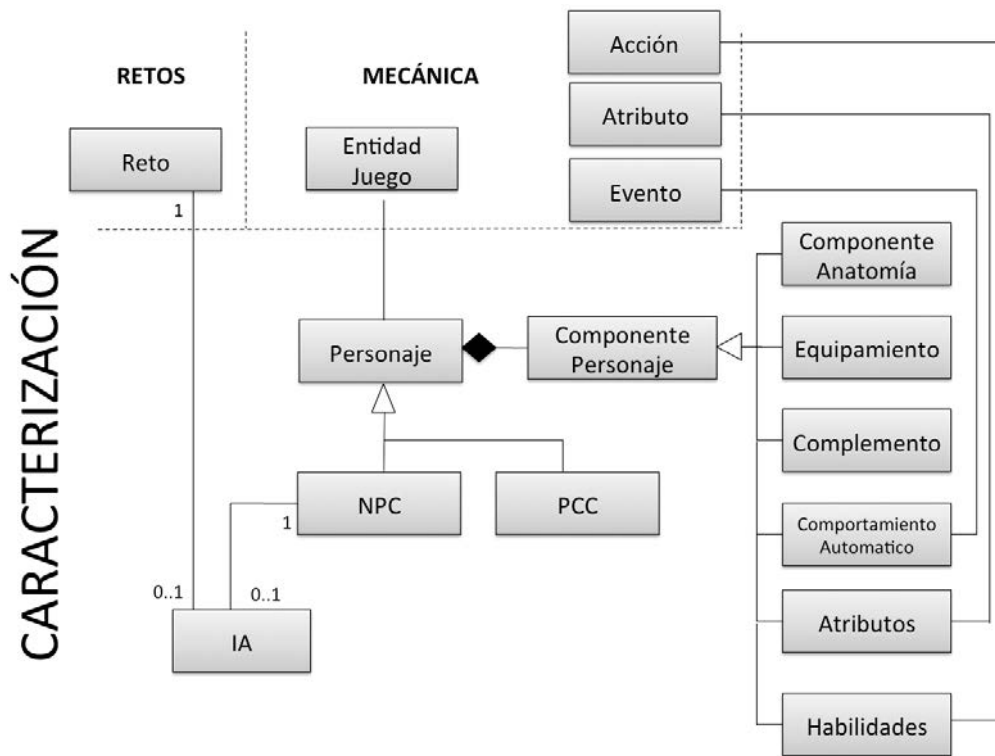 CARACTERIZACIÓN
RETOS
MECÁNICA
Acción
Atributo
Evento
Reto
Entidad
Juego
1
Componente
Anatomía
Personaje
Componente
Personaje
Equipamiento
Complemento
NPC
PCC
1
Comportamiento
Automatico
0..1
0..1
IA
Atributos
Habilidades